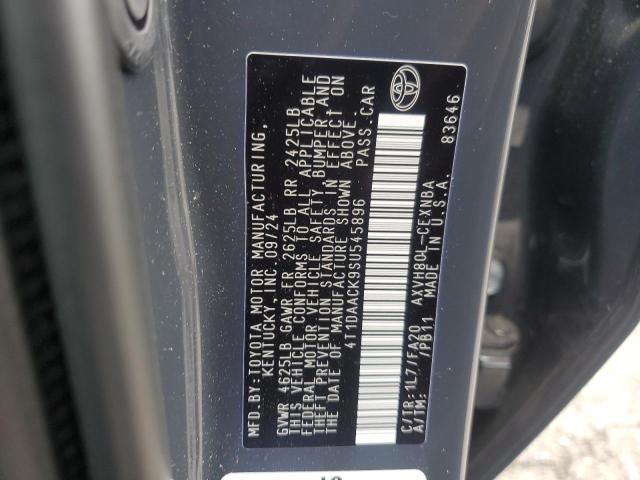 MFD.BY:TOYOTA MOTOR MANUFACTURING,
KENTUCKY, INC. 09/24
GVWR 4625LB GAWR FR 2625LB RR 2425LB
THIS VEHICLE CONFORMS TO ALL APPLICABLE
FEDERAL MOTOR VEHICLE SAFETY, BUMPER AND
THEFT PREVENTION STANDARDS IN EFFECT ON
THE DATE OF MANUFACTURE SHOWN ABOVE.
4T1DAACK9SU545896 PASS.CAR
C/TR:1L7/FA20 AXVH80L-CEXNBA
A/TM: /PB11 MADE IN U.S.A. 83646